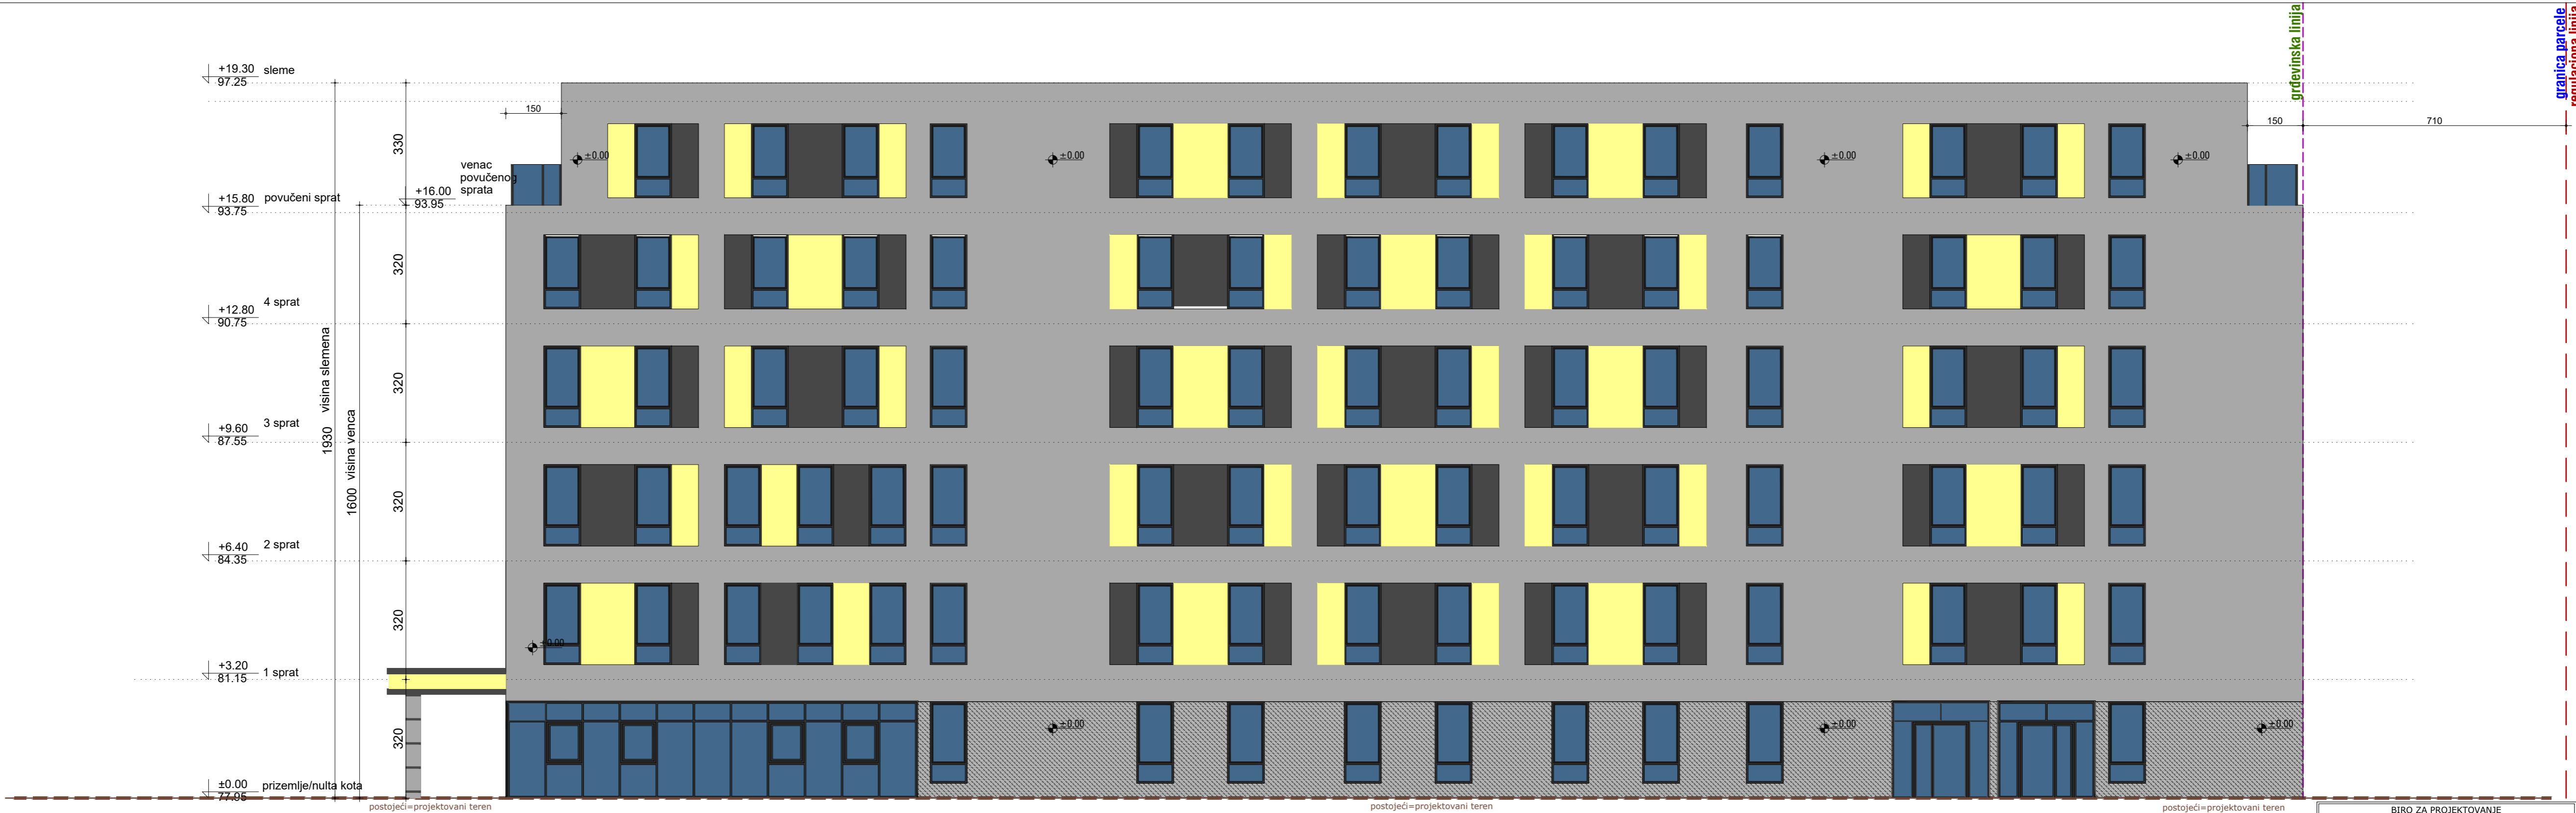 građevinska linija
granica parcele
regulaciona linija
+19.30 sleme
97.25
150
150
710
330
±0.00
±0.00
±0.00
±0.00
venac
povučenog
sprata
+16.00
93.95
+15.80 povučeni sprat
93.75
320
4 sprat
+12.80
90.75
1930 visina slemena
320
1600 visina venca
3 sprat
+9.60
87.55
320
2 sprat
+6.40
84.35
320
±0.00
+3.20 1 sprat
81.15
320
±0.00
±0.00
±0.00
±0.00 prizemlje/nulta kota
77.95
postojeći=projektovani teren
postojeći=projektovani teren
postojeći=projektovani teren
BIRO ZA PROJEKTOVANJE